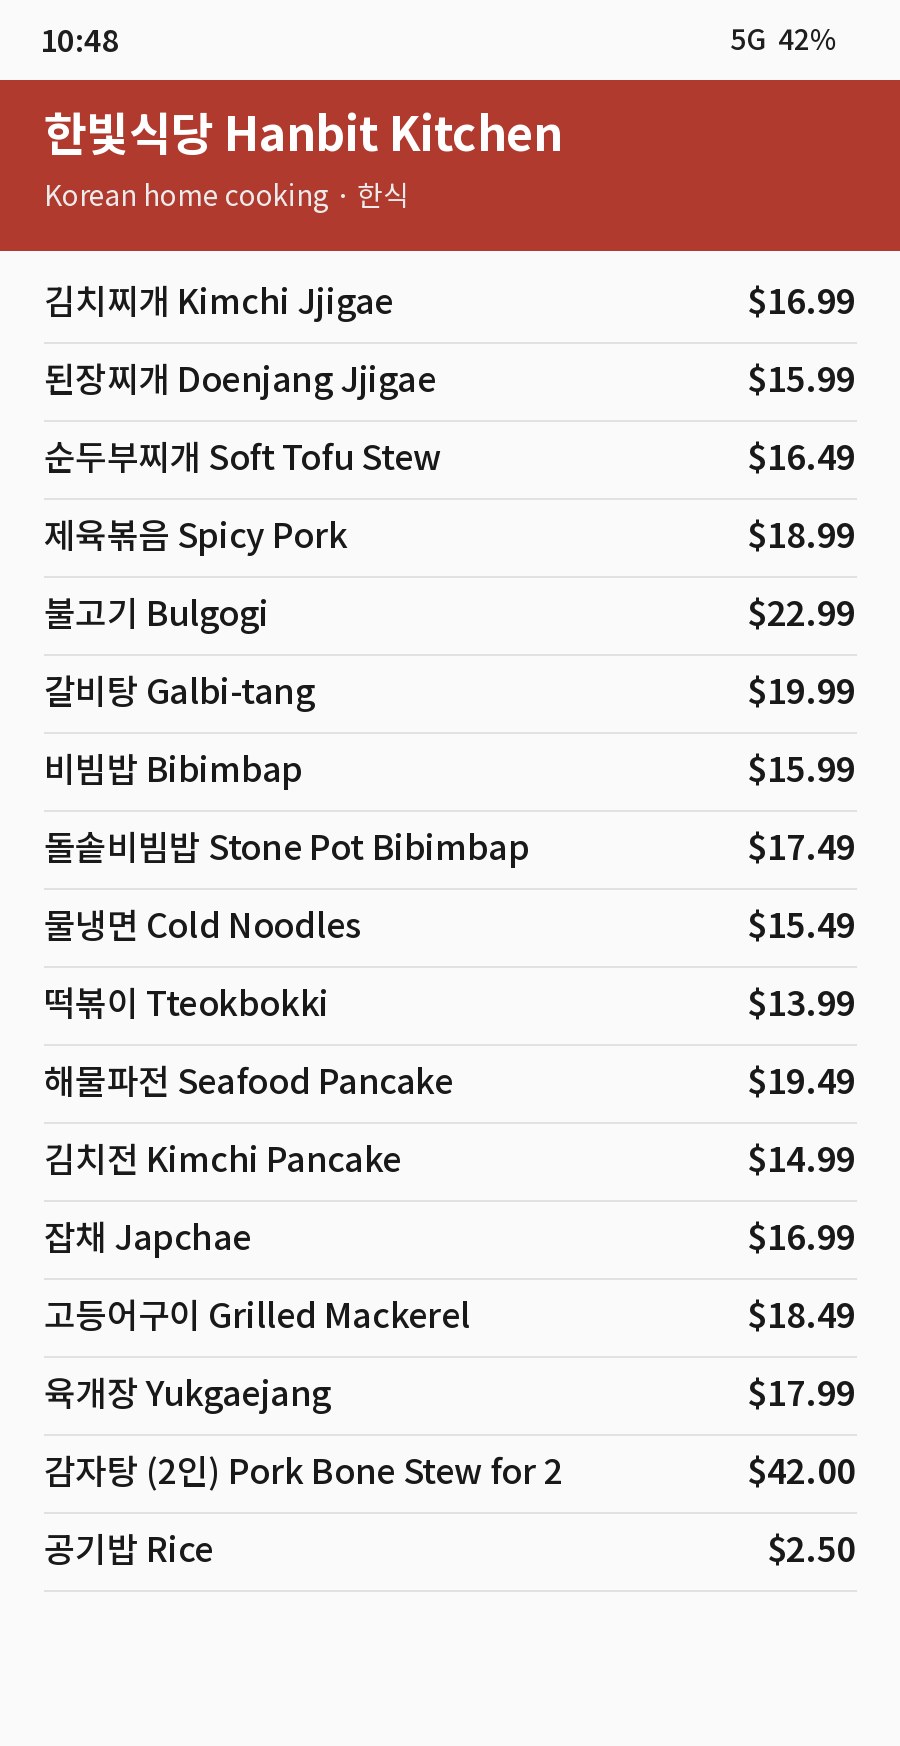 10:48
5G 42%
한빛식당 Hanbit Kitchen
Korean home cooking · 한식
김치찌개 Kimchi Jjigae $16.99
된장찌개 Doenjang Jjigae $15.99
순두부찌개 Soft Tofu Stew $16.49
제육볶음 Spicy Pork $18.99
불고기 Bulgogi $22.99
갈비탕 Galbi-tang $19.99
비빔밥 Bibimbap $15.99
돌솥비빔밥 Stone Pot Bibimbap $17.49
물냉면 Cold Noodles $15.49
떡볶이 Tteokbokki $13.99
해물파전 Seafood Pancake $19.49
김치전 Kimchi Pancake $14.99
잡채 Japchae $16.99
고등어구이 Grilled Mackerel $18.49
육개장 Yukgaejang $17.99
감자탕 (2인) Pork Bone Stew for 2 $42.00
공기밥 Rice $2.50